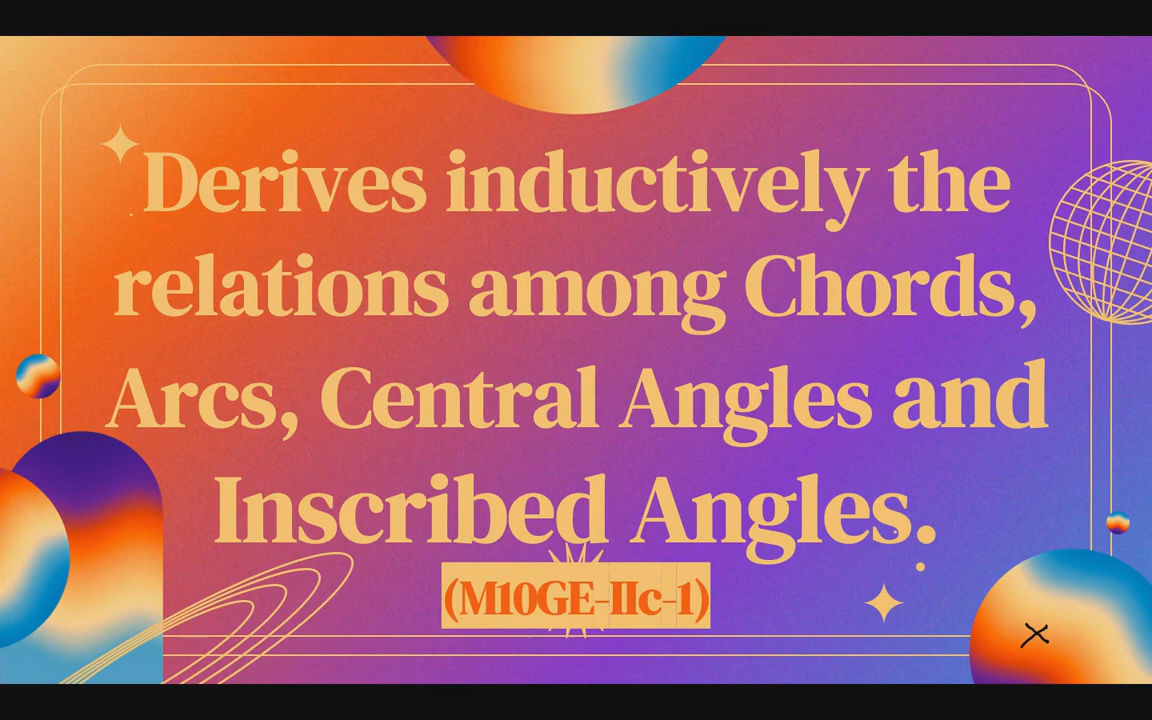 Derives inductively the
relations among Chords,
Arcs, Central Angles and
Inscribed Angles.
(M10GE-IIc-1)